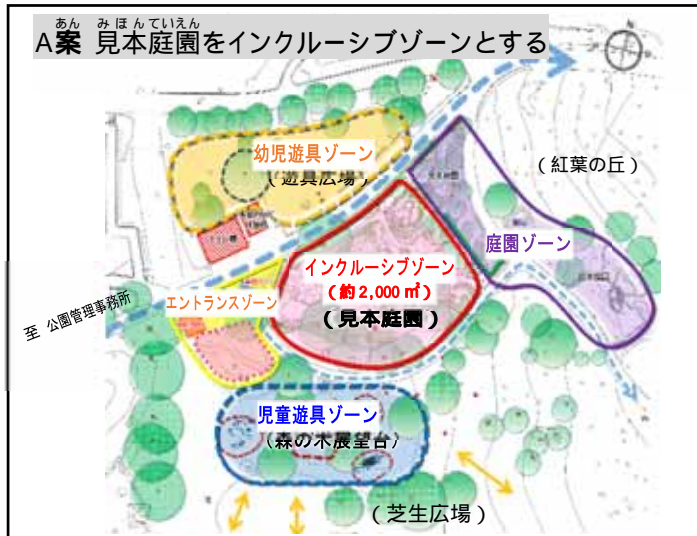 あん みほんていえん
A案 見本庭園をインクルーシブゾーンとする
幼児遊具ゾーン
(遊具広場)
(紅葉の丘)
庭園ゾーン
インクルーシブゾーン
(約2,000㎡)
(見本庭園)
エントランスゾーン
至 公園管理事務所
児童遊具ゾーン
(森の木展望台)
(芝生広場)